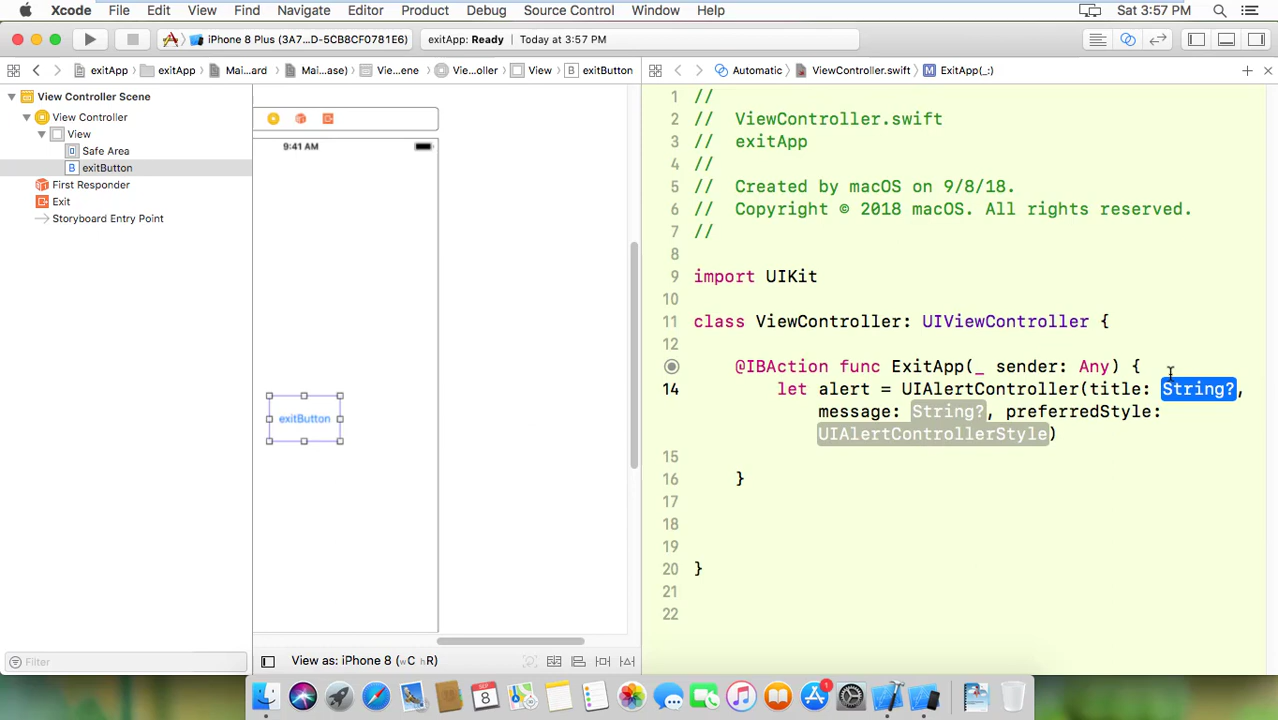 Xcode File Edit View Find Navigate Editor Product Debug Source Control Window Help Sat 3:57 PM
iPhone 8 Plus (3A7...D-5CB8CF0781E6) exitApp: Ready Today at 3:57 PM
exitApp exitApp Mai...ard Mai...ase) Vie...ene Vie...oller View B exitButton Automatic ViewController.swift M ExitApp(_:)
View Controller Scene
View Controller
View
Safe Area
B exitButton
First Responder
Exit
Storyboard Entry Point
Filter
9:41 AM
exitButton
View as: iPhone 8 (wC hR)
1 //
2 // ViewController.swift
3 // exitApp
4 //
5 // Created by macOS on 9/8/18.
6 // Copyright © 2018 macOS. All rights reserved.
7 //
8
9 import UIKit
10
11 class ViewController: UIViewController {
12
@IBAction func ExitApp(_ sender: Any) {
14 let alert = UIAlertController(title: String?,
message: String?, preferredStyle:
UIAlertControllerStyle)
15
16 }
17
18
19
20 }
21
22
SEP
8
1